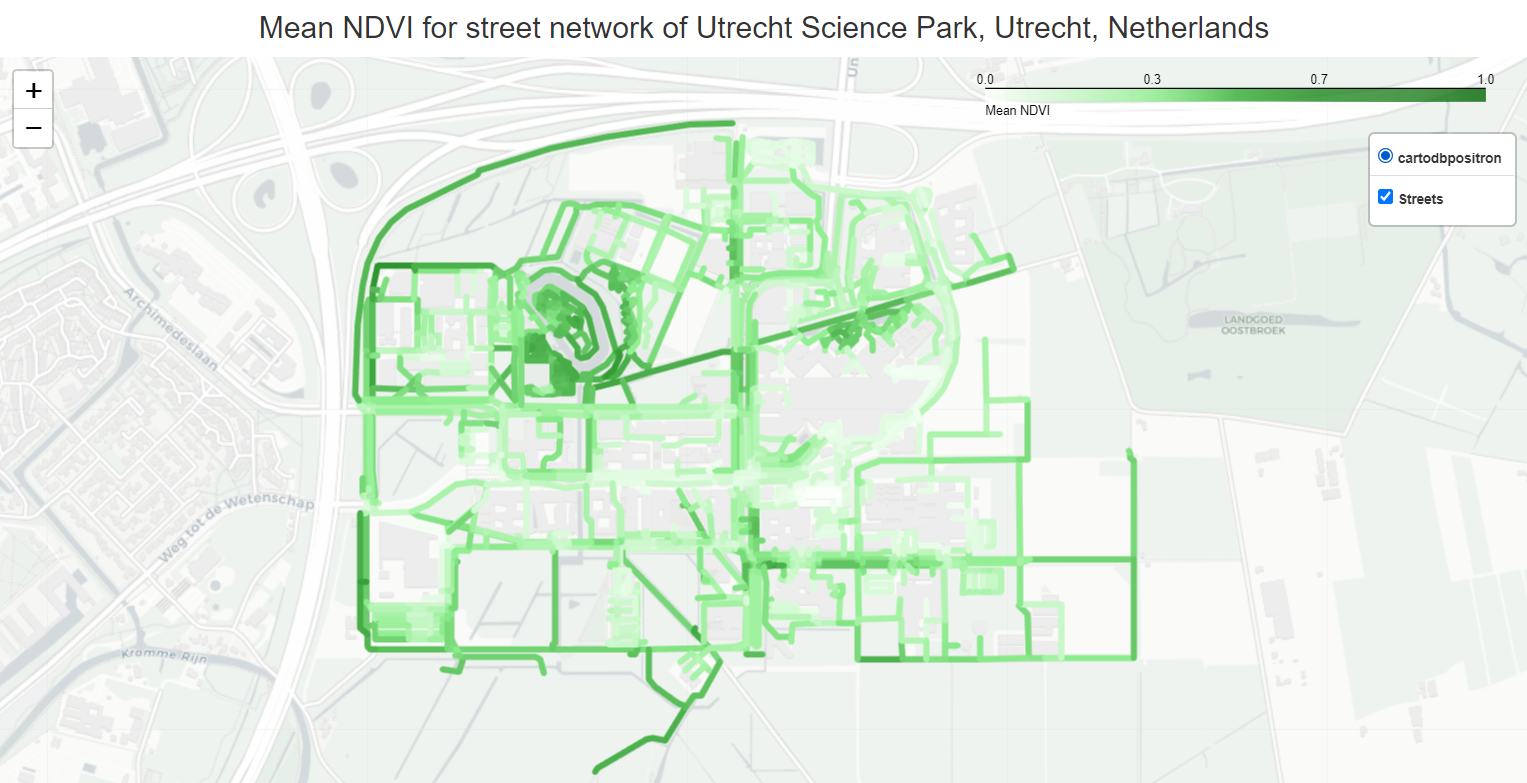 Mean NDVI for street network of Utrecht Science Park, Utrecht, Netherlands
+
−
0.0 0.3 0.7 1.0
Mean NDVI
cartodbpositron
Streets
Archimedeslaan
LANDGOED
OOSTBROEK
Weg tot de Wetenschap
Kromme Rijn